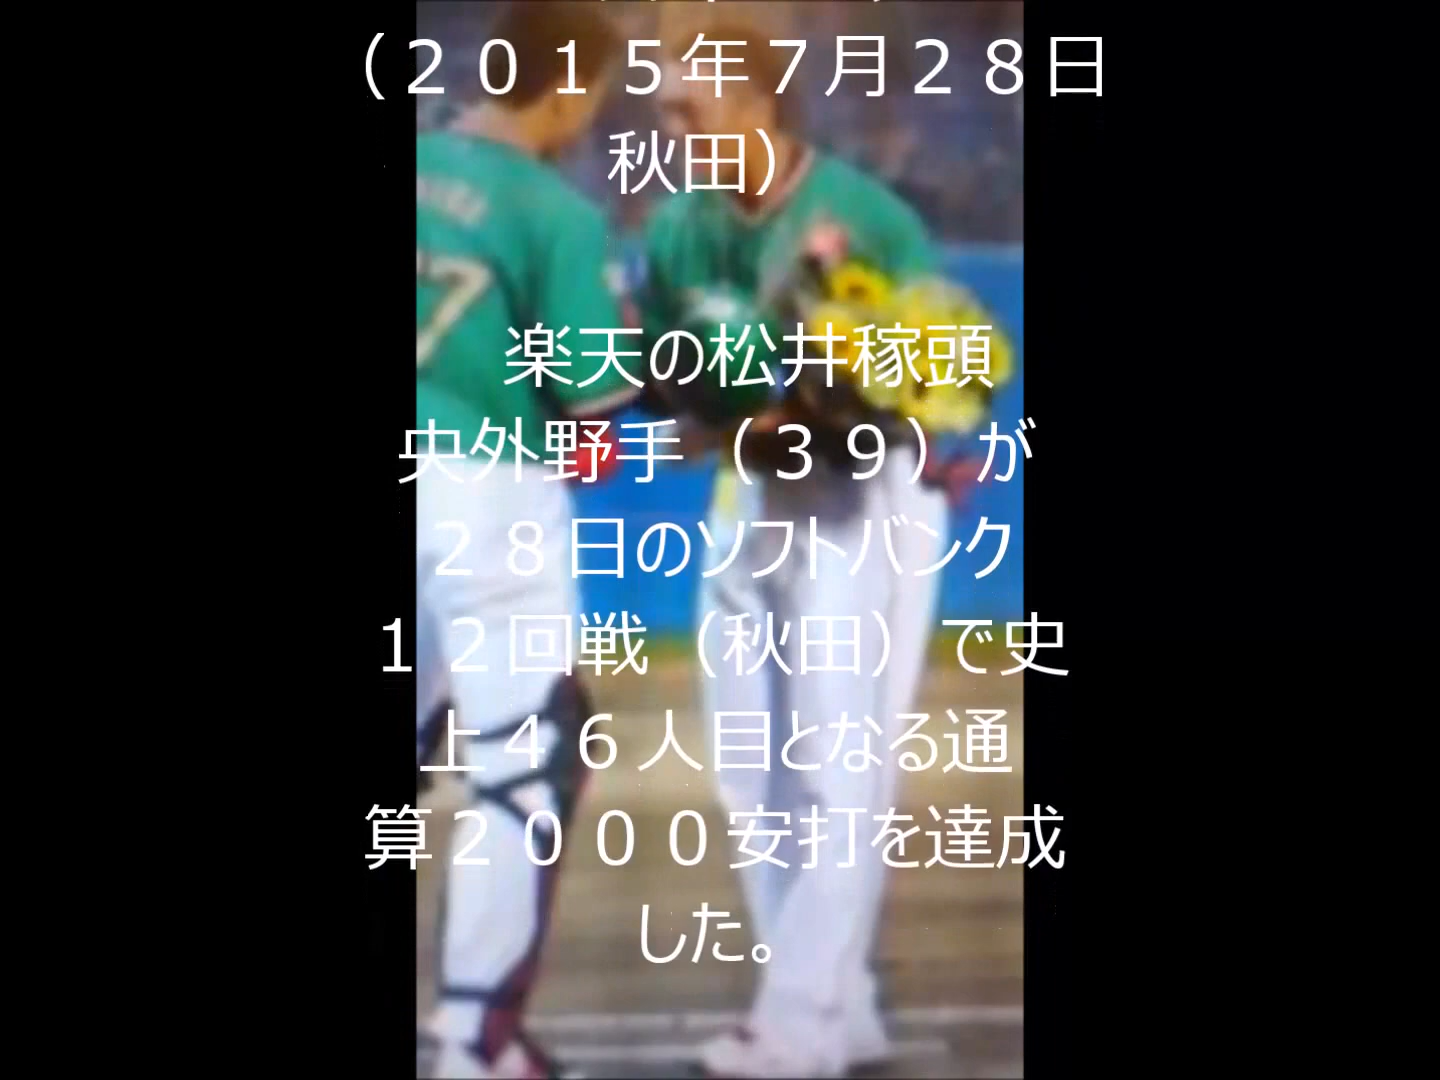 （２０１５年７月２８日
秋田）
楽天の松井稼頭
央外野手（３９）が
２８日のソフトバンク
１２回戦（秋田）で史
上４６人目となる通
算２０００安打を達成
した。
7